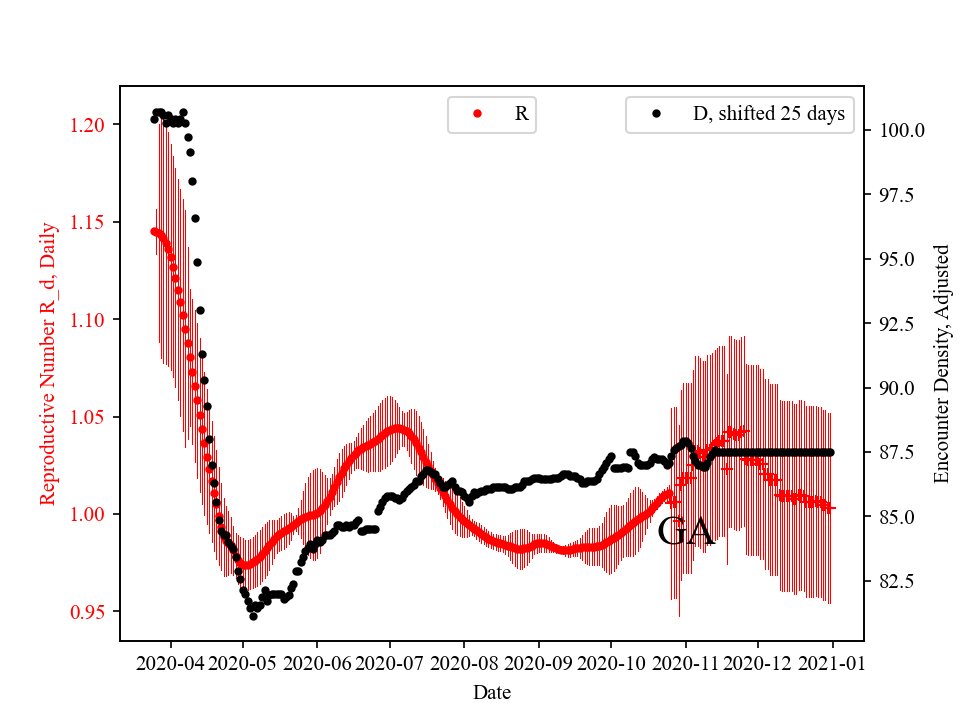 R
D, shifted 25 days
1.20
1.15
1.10
1.05
1.00
0.95
Reproductive Number R_d, Daily
100.0
97.5
95.0
92.5
90.0
87.5
85.0
82.5
Encounter Density, Adjusted
GA
2020-04 2020-05 2020-06 2020-07 2020-08 2020-09 2020-10 2020-11 2020-12 2021-01
Date